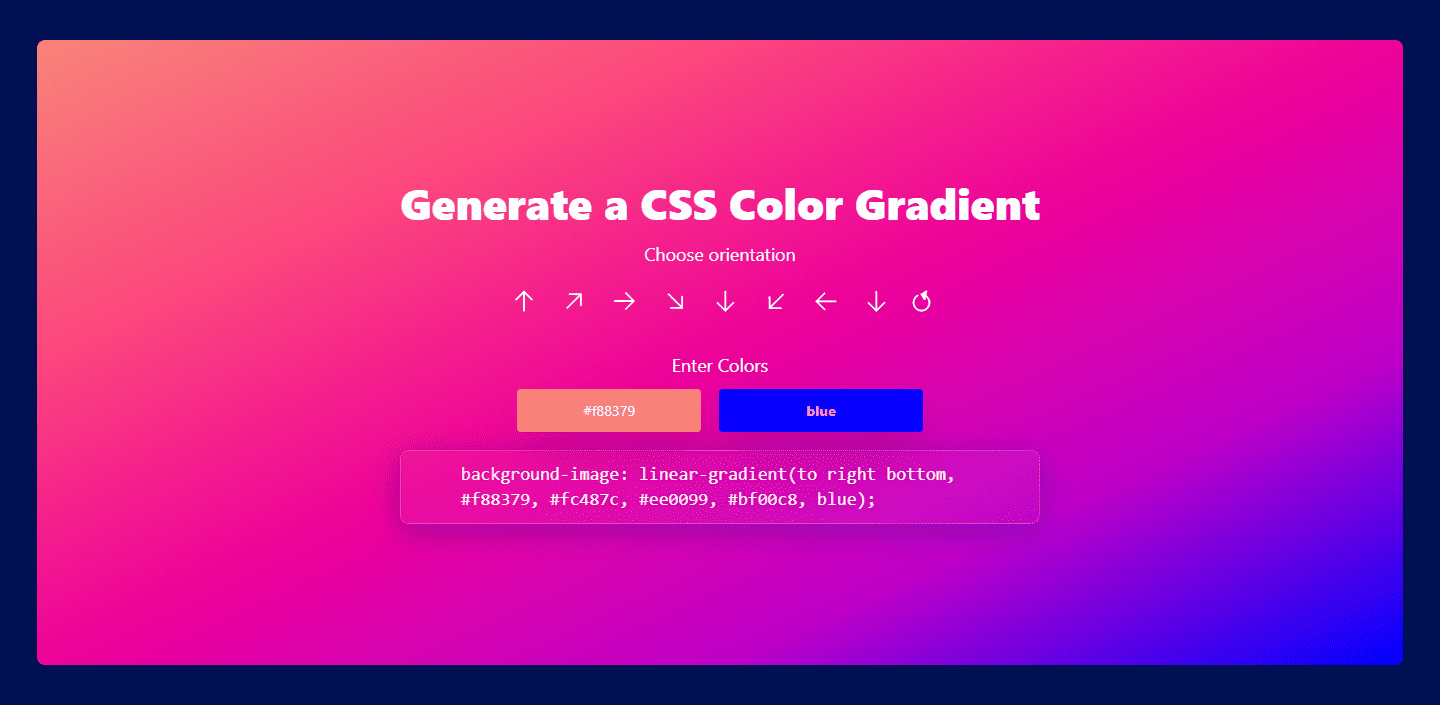 Generate a CSS Color Gradient
Choose orientation
Enter Colors
#f88379
blue
background-image: linear-gradient(to right bottom,
#f88379, #fc487c, #ee0099, #bf00c8, blue);